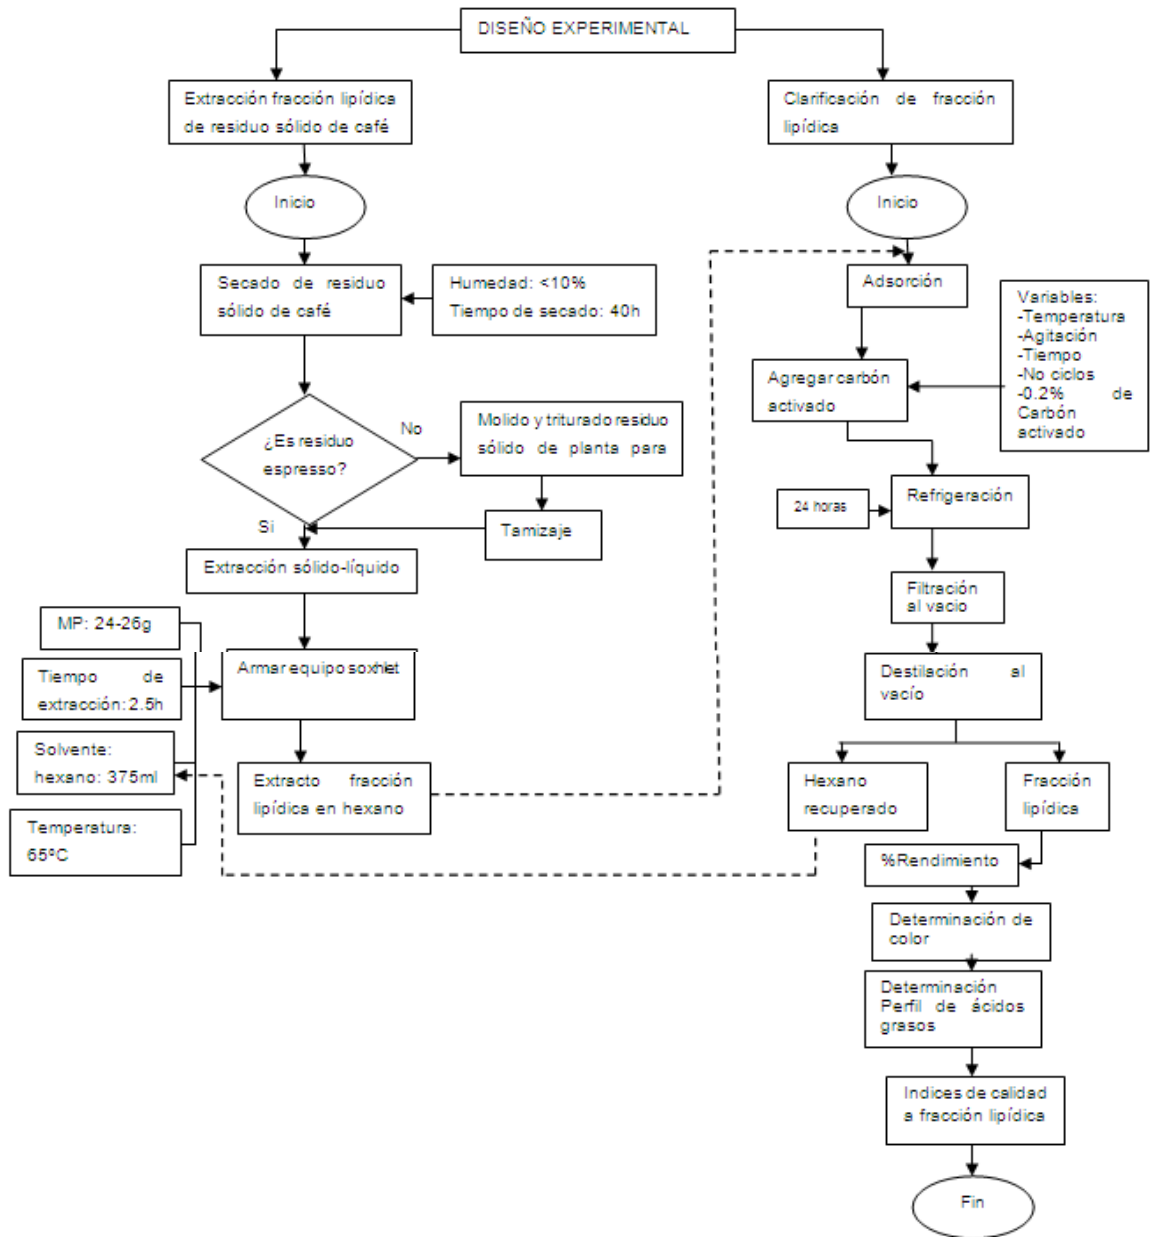 DISEÑO EXPERIMENTAL
Extracción fracción lipídica
de residuo sólido de café
Inicio
Secado de residuo
sólido de café
Humedad: <10%
Tiempo de secado: 40h
¿Es residuo
espresso?
No
Molido y triturado residuo
sólido de planta para
Tamizaje
Si
Extracción sólido-líquido
MP: 24-26g
Tiempo de
extracción: 2.5h
Solvente:
hexano: 375ml
Temperatura:
65ºC
Armar equipo soxhlet
Extracto fracción
lipídica en hexano
Clarificación de fracción
lipídica
Inicio
Adsorción
Variables:
-Temperatura
-Agitación
-Tiempo
-No ciclos
-0.2% de
Carbón
activado
Agregar carbón
activado
24 horas
Refrigeración
Filtración
al vacio
Destilación al
vacío
Hexano
recuperado
Fracción
lipídica
%Rendimiento
Determinación de
color
Determinación
Perfil de ácidos
grasos
Indices de calidad
a fracción lipídica
Fin